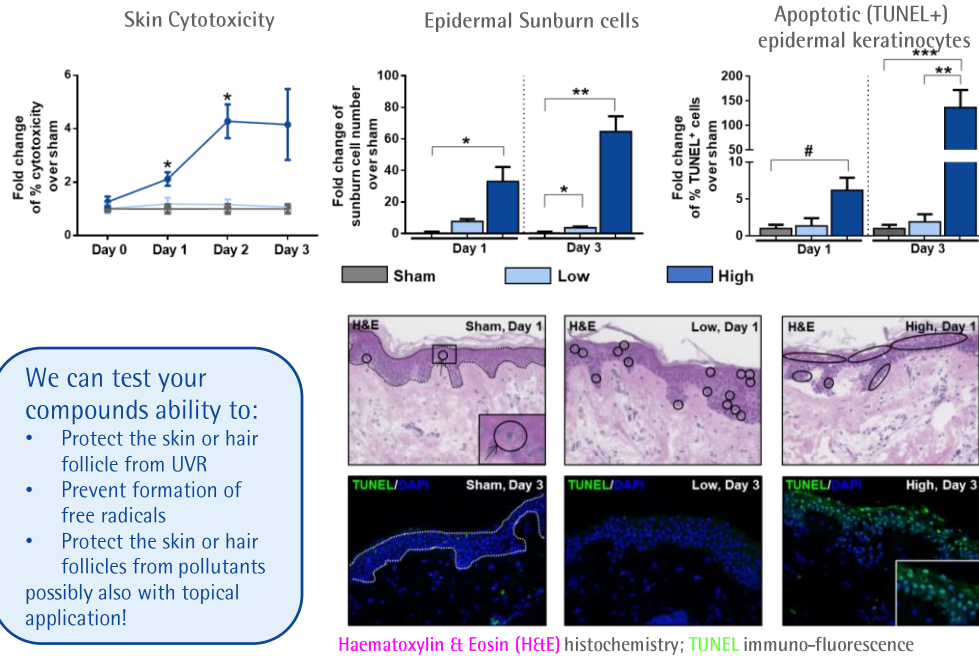 Skin Cytotoxicity
Epidermal Sunburn cells
Apoptotic (TUNEL+)
epidermal keratinocytes
Fold change
of % cytotoxicity
over sham
6
4
2
0
*
*
Day 0 Day 1 Day 2 Day 3
Fold change of
sunburn cell number
over sham
100
80
60
40
20
0
*
*
**
Day 1 Day 3
Fold change
of % TUNEL⁺ cells
over sham
200
150
100
50
10
5
0
#
***
**
Day 1 Day 3
Sham Low High
H&E Sham, Day 1
H&E Low, Day 1
H&E High, Day 1
TUNEL/DAPI Sham, Day 3
TUNEL/DAPI Low, Day 3
TUNEL/DAPI High, Day 3
We can test your
compounds ability to:
• Protect the skin or hair
follicle from UVR
• Prevent formation of
free radicals
• Protect the skin or hair
follicles from pollutants
possibly also with topical
application!
Haematoxylin & Eosin (H&E) histochemistry; TUNEL immuno-fluorescence